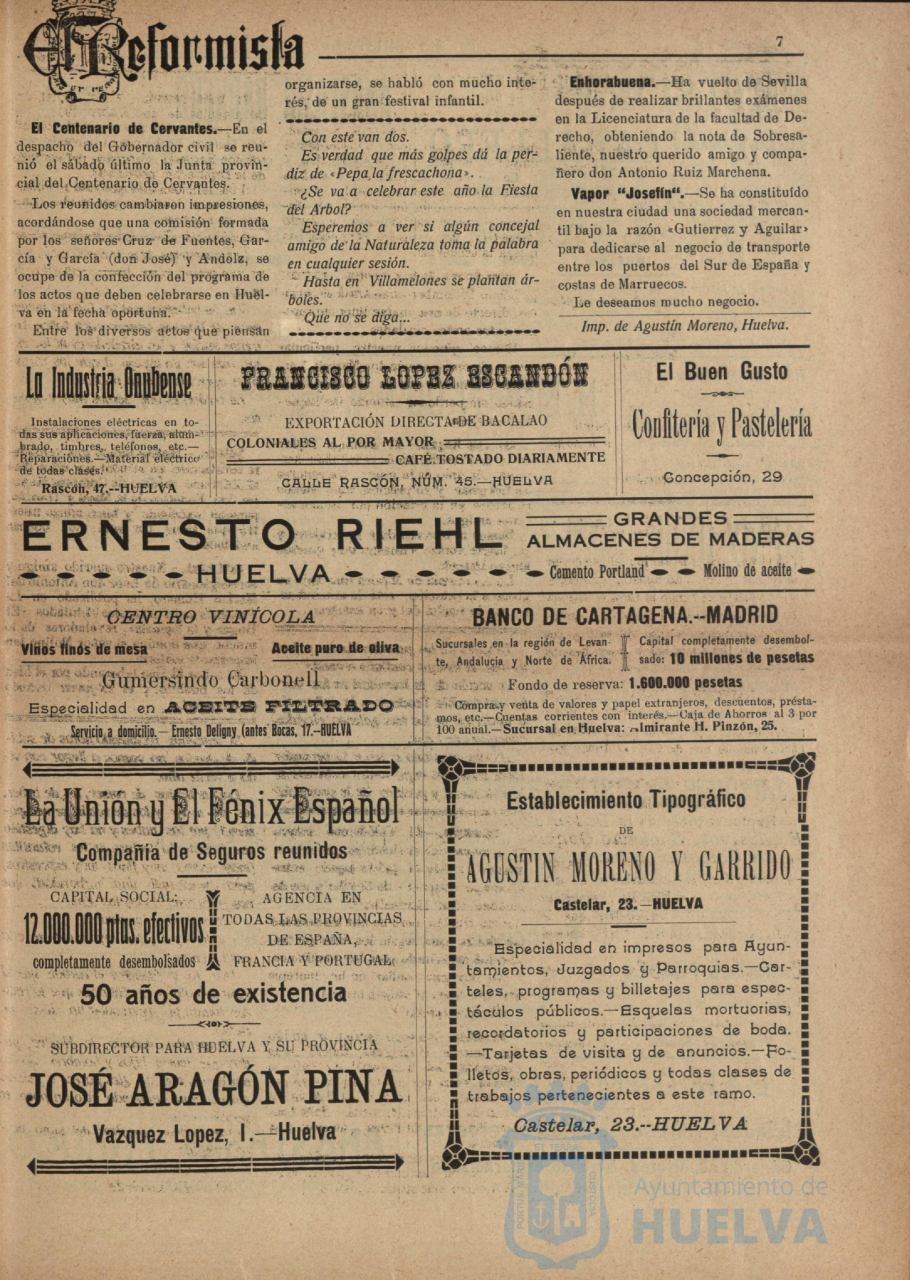 El Reformista
7
El Centenario de Cervantes.—En el
despacho del Gobernador civil se reu-
nió el sábado último la Junta provin-
cial del Centenario de Cervantes.
Los reunidos cambiaron impresiones,
acordándose que una comisión formada
por los señores Cruz de Fuentes, Gar-
cía y García (don José) y Andolz, se
ocupe de la confección del programa de
los actos que deben celebrarse en Huel-
va en la fecha oportuna.
Entre los diversos actos que piensan
organizarse, se habló con mucho inte-
rés, de un gran festival infantil.
Con este van dos.
Es verdad que más golpes dá la per-
diz de «Pepa la frescachona».
¿Se va a celebrar este año la Fiesta
del Arbol?
Esperemos a ver si algún concejal
amigo de la Naturaleza toma la palabra
en cualquier sesión.
Hasta en Villamelones se plantan ár-
boles.
Que no se diga...
Enhorabuena.—Ha vuelto de Sevilla
después de realizar brillantes exámenes
en la Licenciatura de la facultad de De-
recho, obteniendo la nota de Sobresa-
liente, nuestro querido amigo y compa-
ñero don Antonio Ruiz Marchena.
Vapor "Josefín".—Se ha constituído
en nuestra ciudad una sociedad mercan-
til bajo la razón «Gutierrez y Aguilar»
para dedicarse al negocio de transporte
entre los puertos del Sur de España y
costas de Marruecos.
Le deseamos mucho negocio.
Imp. de Agustín Moreno, Huelva.
La Industria Onubense
Instalaciones eléctricas en to-
das sus aplicaciones, fuerza, alum-
brado, timbres, teléfonos, etc.—
Reparaciones.—Material eléctrico
de todas clases.
Rascón, 47.--HUELVA
FRANCISCO LOPEZ ESCANDÓN
EXPORTACIÓN DIRECTA DE BACALAO
COLONIALES AL POR MAYOR
CAFÉ TOSTADO DIARIAMENTE
CALLE RASCÓN, NÚM. 45.—HUELVA
El Buen Gusto
Confitería y Pastelería
Concepción, 29
ERNESTO RIEHL
HUELVA
GRANDES
ALMACENES DE MADERAS
Cemento Portland
Molino de aceite
CENTRO VINÍCOLA
Vinos finos de mesa
Aceite puro de oliva
Gumersindo Carbonell
Especialidad en ACEITE FILTRADO
Servicio a domicilio.— Ernesto Deligny (antes Bocas, 17.--HUELVA
BANCO DE CARTAGENA.--MADRID
Sucursales en la región de Levan-
te, Andalucía y Norte de África.
Capital completamente desembol-
sado: 10 millones de pesetas
Fondo de reserva: 1.600.000 pesetas
Compra y venta de valores y papel extranjeros, descuentos, présta-
mos, etc.—Cuentas corrientes con interés.—Caja de Ahorros al 3 por
100 anual.—Sucursal en Huelva: Almirante H. Pinzón, 25.
La Unión y El Fénix Español
Compañia de Seguros reunidos
CAPITAL SOCIAL:
12.000.000 ptas. efectivos
completamente desembolsados
AGENCIA EN
TODAS LAS PROVINCIAS
DE ESPAÑA,
FRANCIA Y PORTUGAL
50 años de existencia
SUBDIRECTOR PARA HUELVA Y SU PROVINCIA
JOSÉ ARAGÓN PINA
Vazquez Lopez, 1.—Huelva
Establecimiento Tipográfico
DE
AGUSTIN MORENO Y GARRIDO
Castelar, 23.—HUELVA
Especialidad en impresos para Ayun-
tamientos, Juzgados y Parroquias.—Car-
teles, programas y billetajes para espec-
táculos públicos.—Esquelas mortuorias,
recordatorios y participaciones de boda.
—Tarjetas de visita y de anuncios.—Fo-
lletos, obras, periódicos y todas clases de
trabajos pertenecientes a este ramo.
Castelar, 23.--HUELVA
Ayuntamiento de
HUELVA